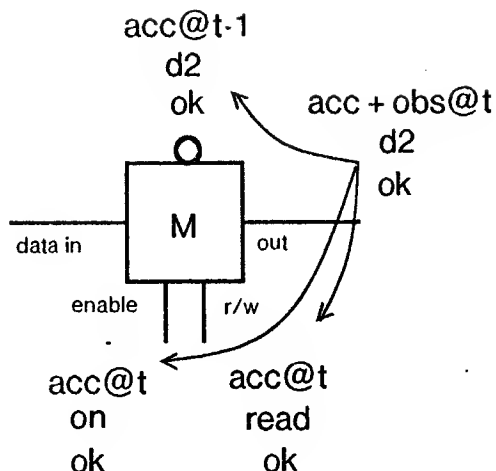 acc@t-1
d2
ok
acc + obs@t
d2
ok
M
data in
out
enable
r/w
acc@t
on
ok
acc@t
read
ok